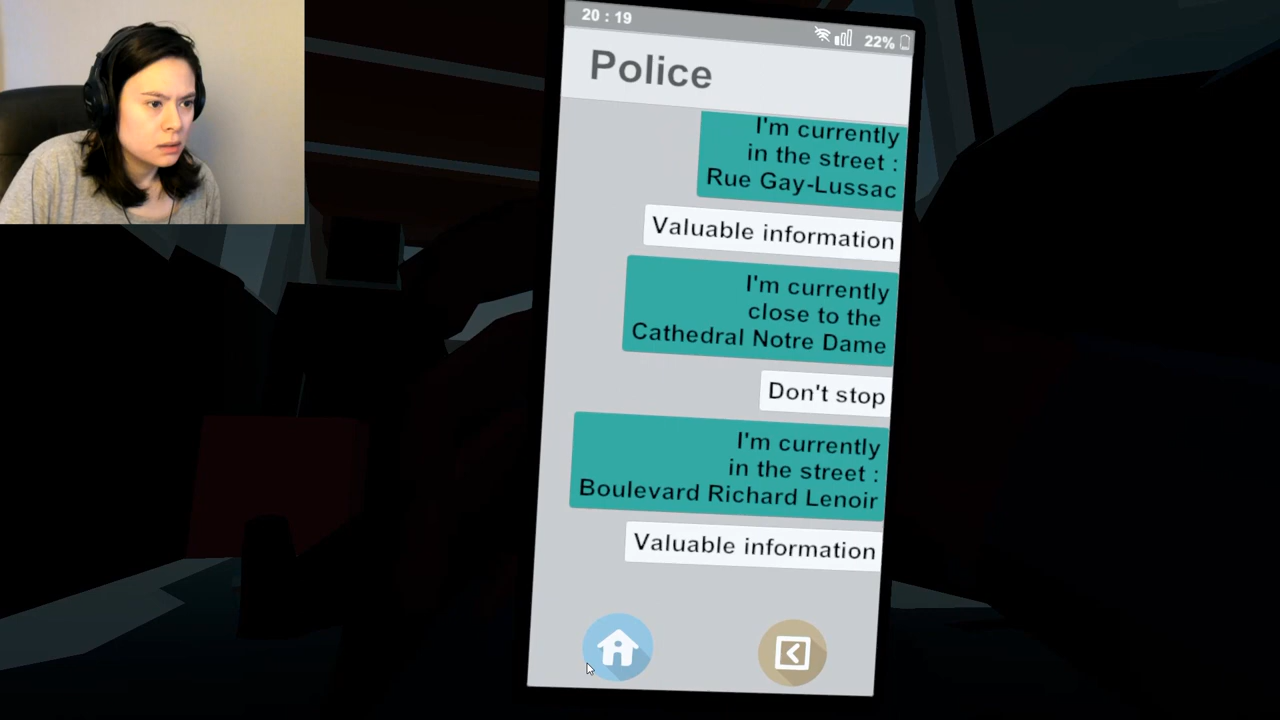 20 : 19
22%
Police
I'm currently
in the street :
Rue Gay-Lussac
Valuable information
I'm currently
close to the
Cathedral Notre Dame
Don't stop
I'm currently
in the street :
Boulevard Richard Lenoir
Valuable information